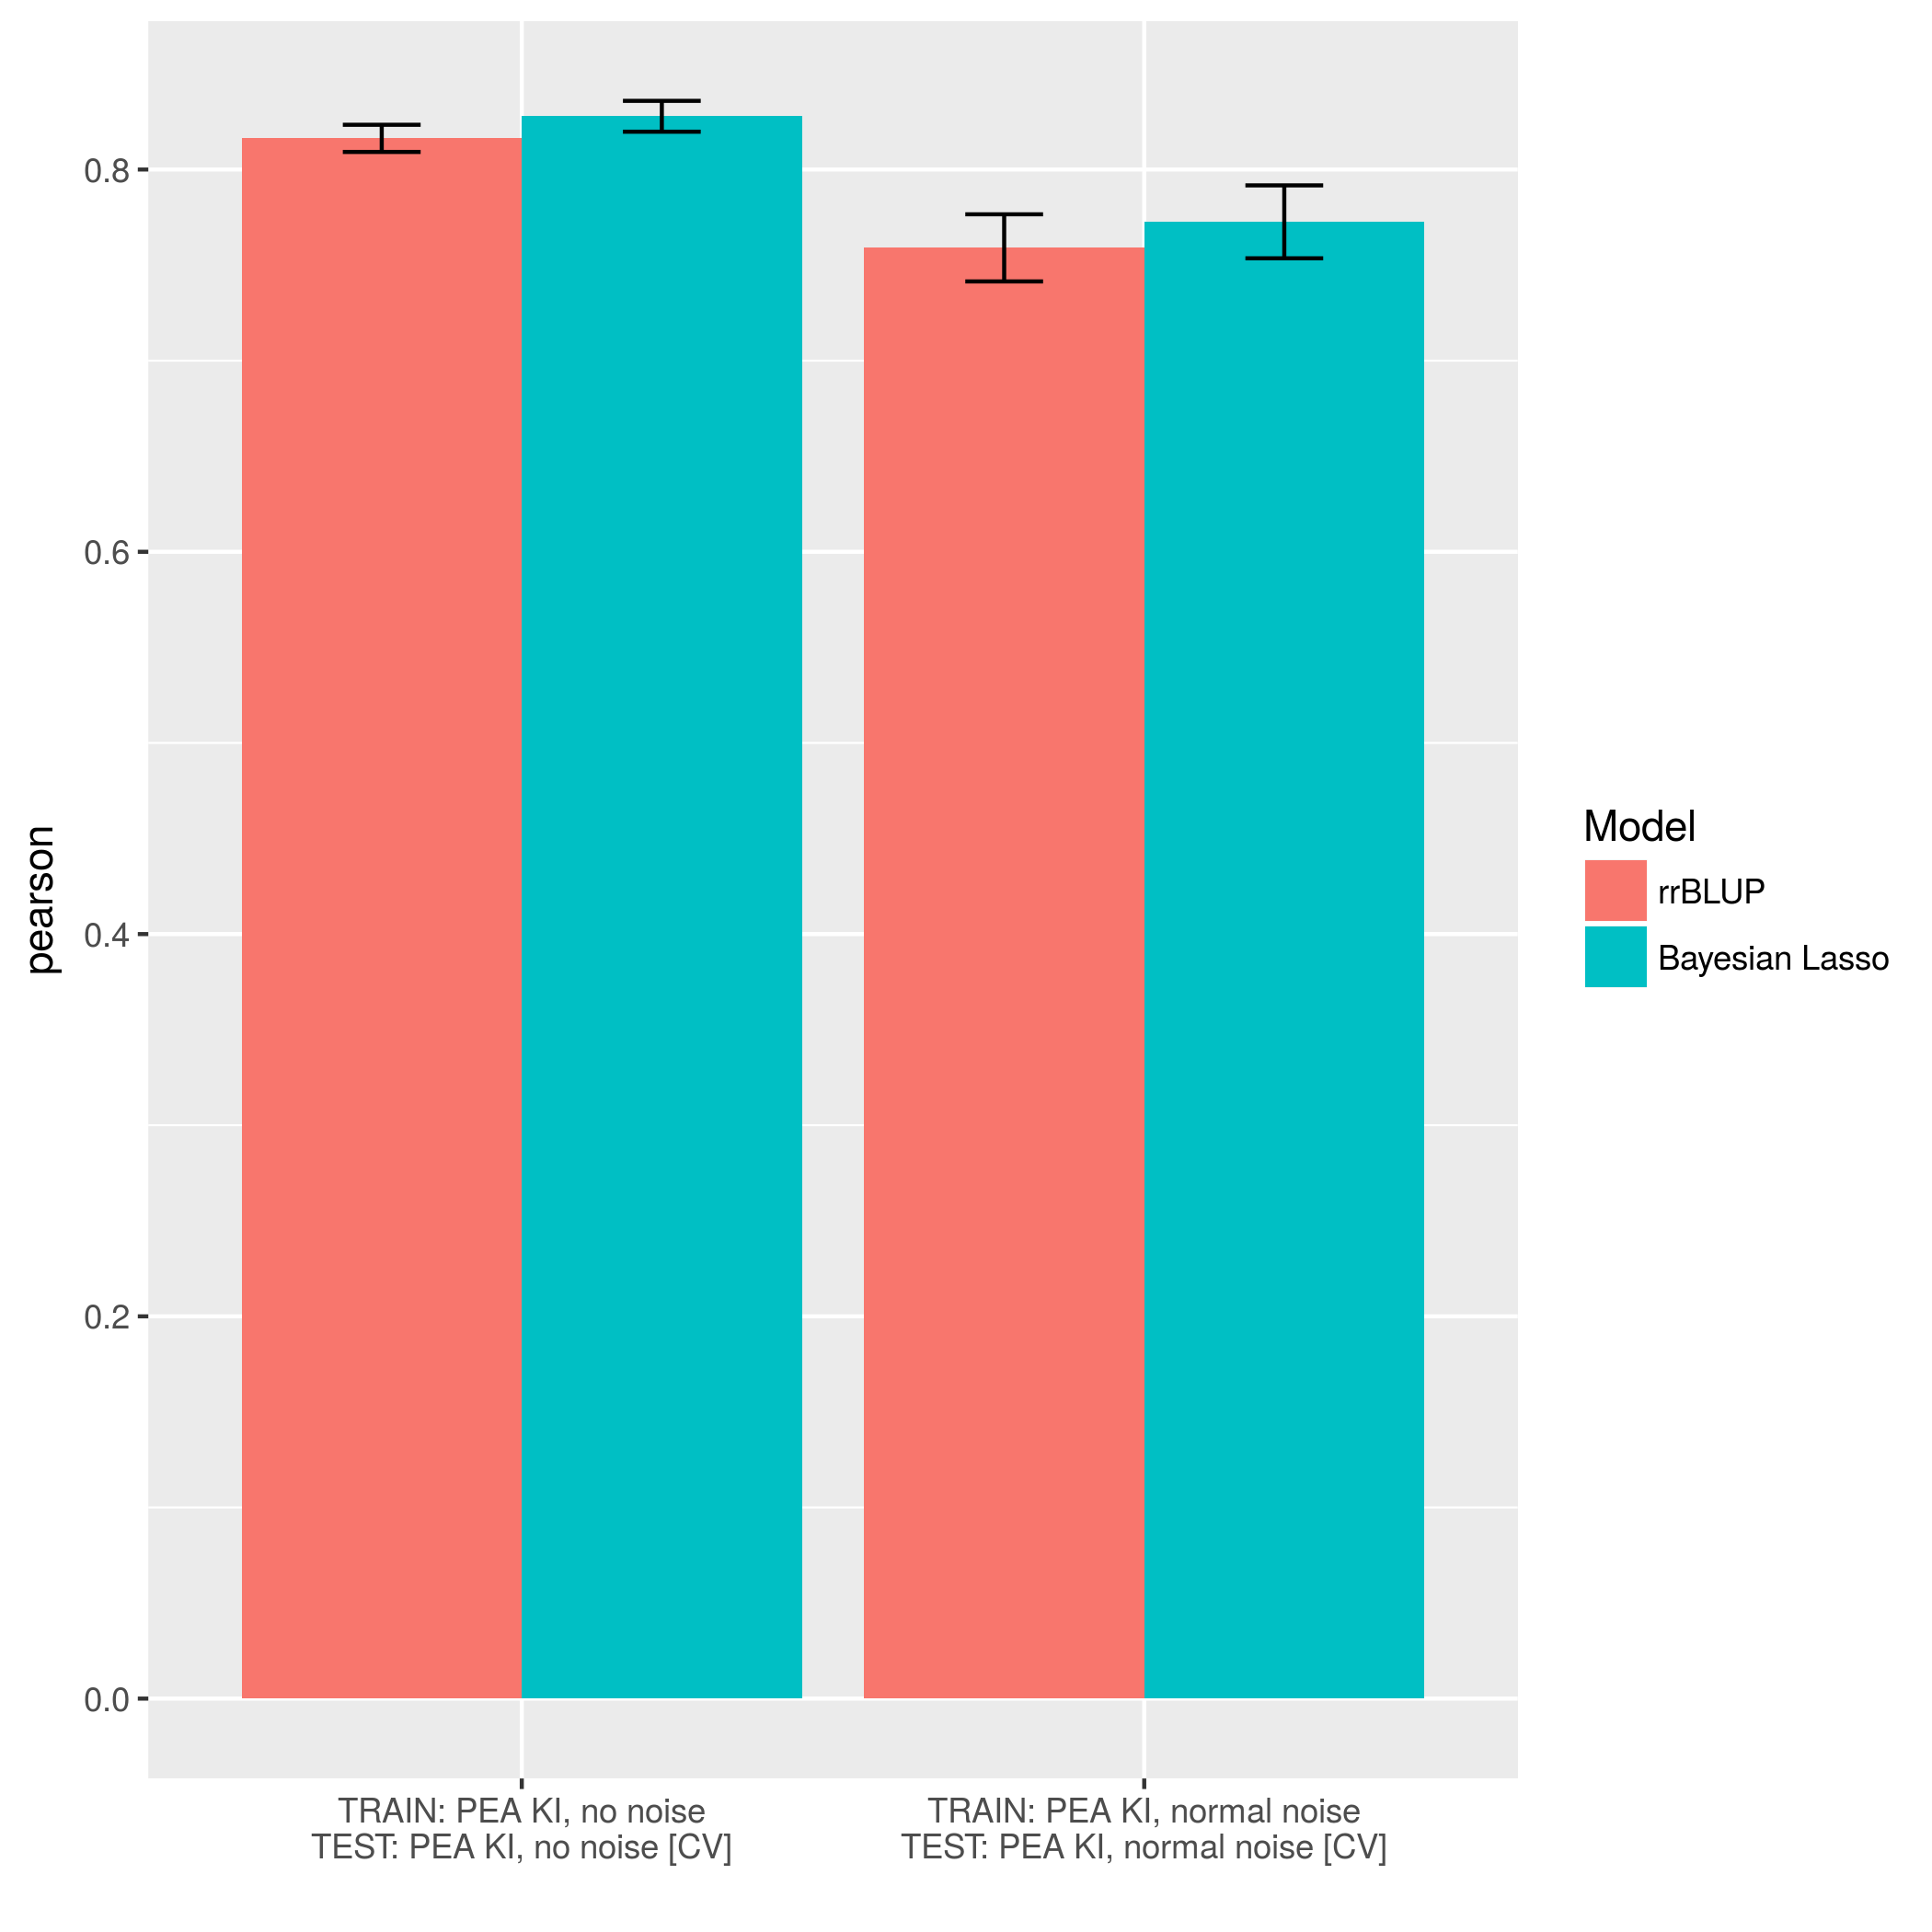 pearson
0.8
0.6
0.4
0.2
0.0
TRAIN: PEA KI, no noise
TEST: PEA KI, no noise [CV]
TRAIN: PEA KI, normal noise
TEST: PEA KI, normal noise [CV]
Model
rrBLUP
Bayesian Lasso